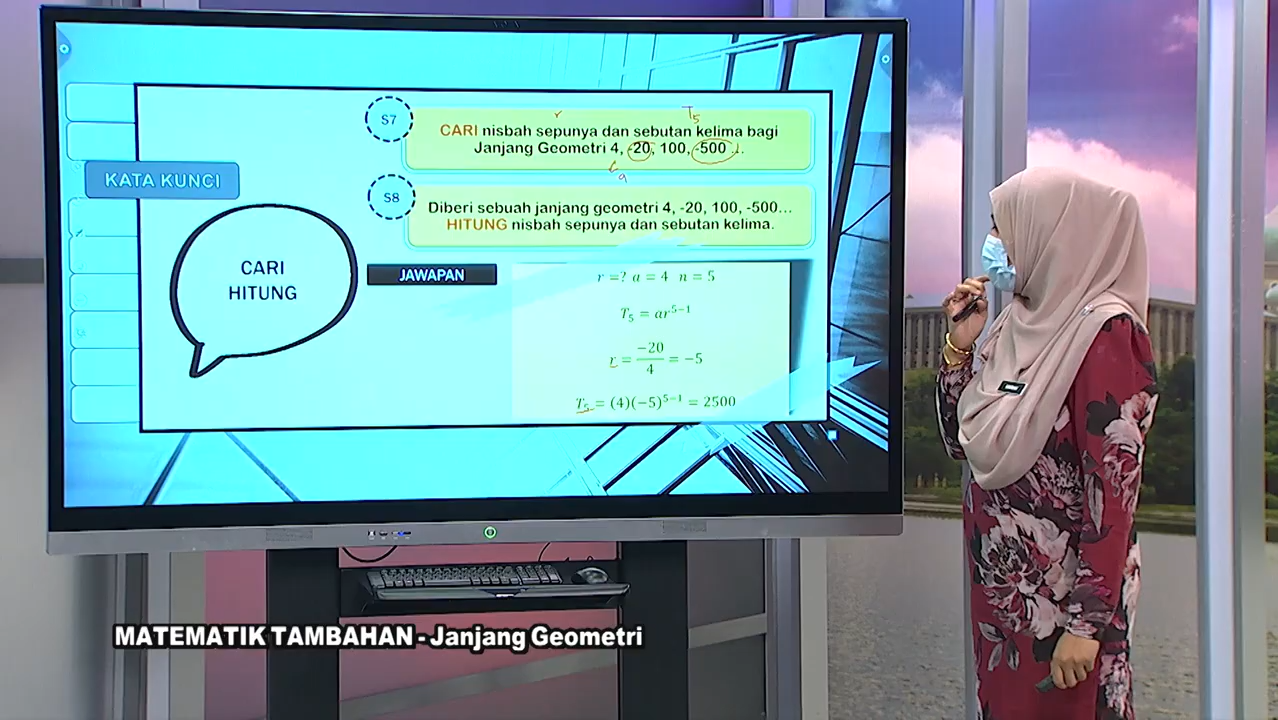 r
T5
S7
CARI nisbah sepunya dan sebutan kelima bagi
Janjang Geometri 4, -20, 100, -500...
a
KATA KUNCI
S8
Diberi sebuah janjang geometri 4, -20, 100, -500...
HITUNG nisbah sepunya dan sebutan kelima.
CARI
HITUNG
JAWAPAN
r =? a = 4 n = 5
T₅ = ar⁵⁻¹
r = −20/4 = −5
T₅ = (4)(−5)⁵⁻¹ = 2500
MATEMATIK TAMBAHAN - Janjang Geometri